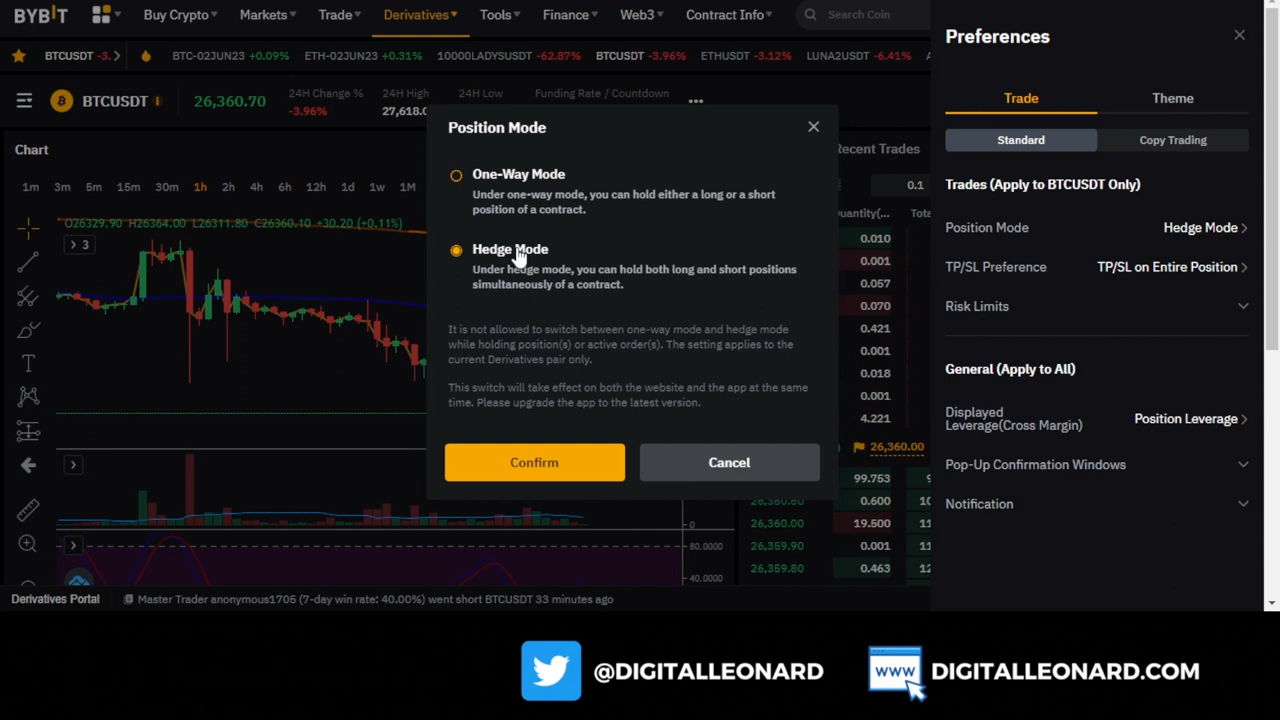 BYBIT
Buy Crypto Markets Trade Derivatives Tools Finance Web3 Contract Info Search Coin
BTCUSDT -3. BTC-02JUN23 +0.09% ETH-02JUN23 +0.31% 10000LADYSUSDT -62.87% BTCUSDT -3.96% ETHUSDT -3.12% LUNA2USDT -6.41%
BTCUSDT 26,360.70
24H Change % 24H High 24H Low Funding Rate / Countdown
-3.96% 27,618.0
Chart
1m 3m 5m 15m 30m 1h 2h 4h 6h 12h 1d 1w 1M
O26329.90 H26364.00 L26311.80 C26360.10 +30.20 (+0.11%)
3
80.0000
40.0000
0
Recent Trades
0.1
uantity(... Tota
0.010
0.001
0.057
0.070
0.421
0.001
0.018
0.001
4.221
26,360.00
99.753
26,360.10 0.600
26,360.00 19.500
26,359.90 0.001
26,359.80 0.463
Position Mode
One-Way Mode
Under one-way mode, you can hold either a long or a short
position of a contract.
Hedge Mode
Under hedge mode, you can hold both long and short positions
simultaneously of a contract.
It is not allowed to switch between one-way mode and hedge mode
while holding position(s) or active order(s). The setting applies to the
current Derivatives pair only.
This switch will take effect on both the website and the app at the same
time. Please upgrade the app to the latest version.
Confirm Cancel
Preferences
Trade Theme
Standard Copy Trading
Trades (Apply to BTCUSDT Only)
Position Mode Hedge Mode
TP/SL Preference TP/SL on Entire Position
Risk Limits
General (Apply to All)
Displayed
Leverage(Cross Margin) Position Leverage
Pop-Up Confirmation Windows
Notification
Derivatives Portal Master Trader anonymous1705 (7-day win rate: 40.00%) went short BTCUSDT 33 minutes ago
@DIGITALLEONARD
WWW
DIGITALLEONARD.COM